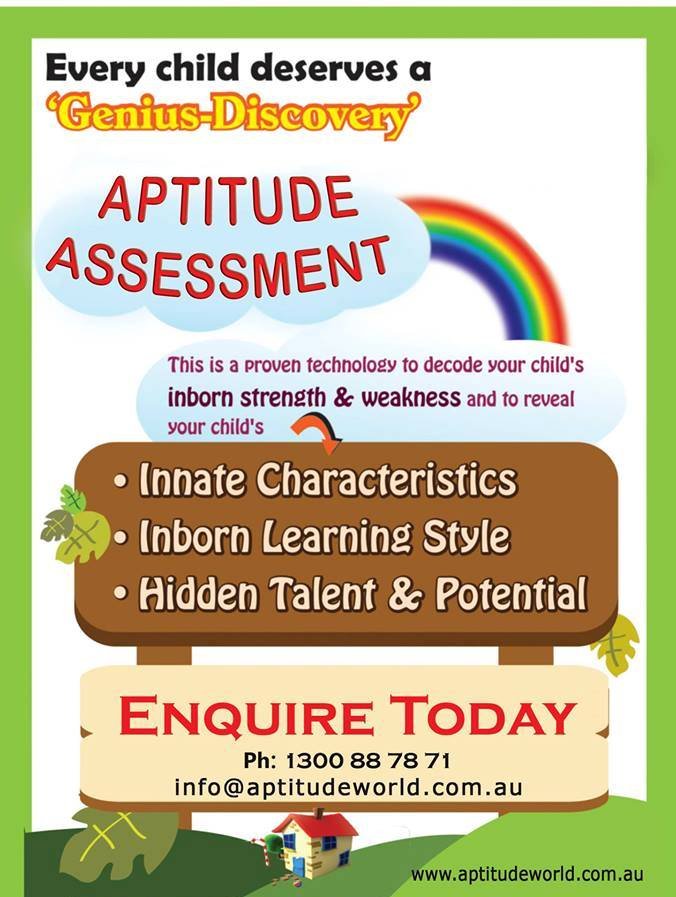 Every child deserves a
‘Genius-Discovery’
APTITUDE
ASSESSMENT
This is a proven technology to decode your child's
inborn strength & weakness and to reveal
your child's
• Innate Characteristics
• Inborn Learning Style
• Hidden Talent & Potential
ENQUIRE TODAY
Ph: 1300 88 78 71
info@aptitudeworld.com.au
www.aptitudeworld.com.au